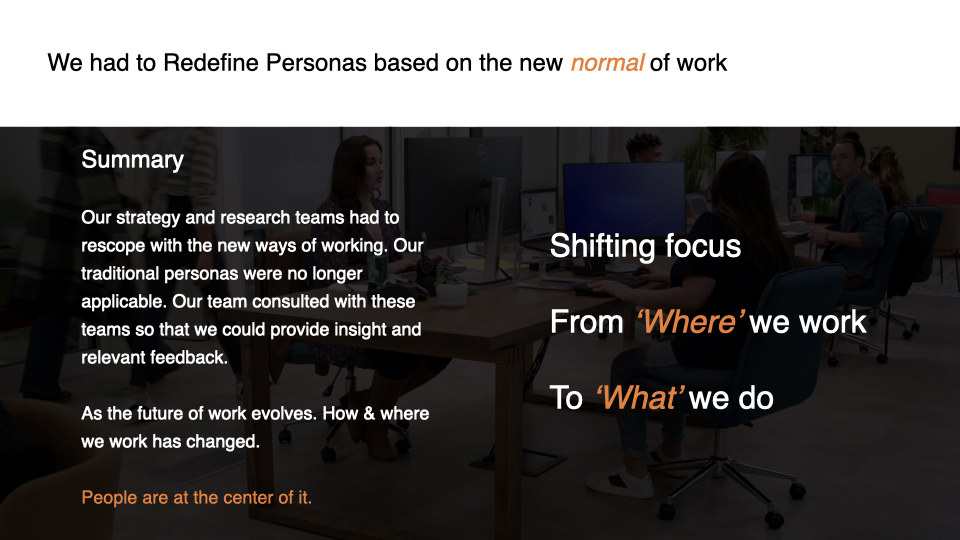 We had to Redefine Personas based on the new normal of work
Summary
Our strategy and research teams had to
rescope with the new ways of working. Our
traditional personas were no longer
applicable. Our team consulted with these
teams so that we could provide insight and
relevant feedback.
As the future of work evolves. How & where
we work has changed.
People are at the center of it.
Shifting focus
From ‘Where’ we work
To ‘What’ we do